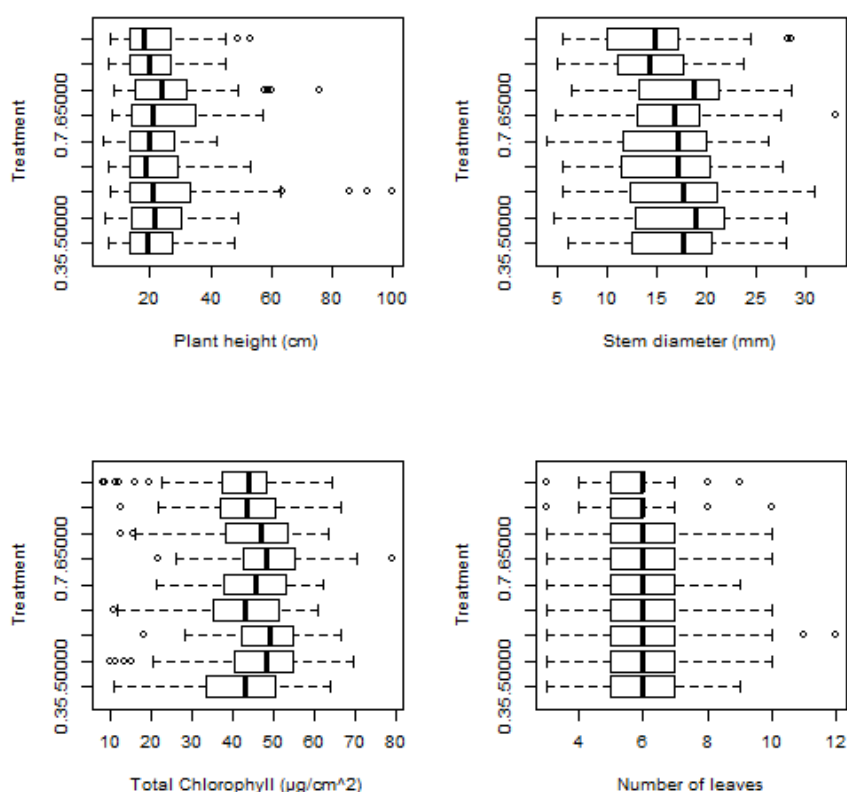 Treatment
0.7.65000
0.35.50000
20 40 60 80 100
Plant height (cm)
Treatment
0.7.65000
0.35.50000
5 10 15 20 25 30
Stem diameter (mm)
Treatment
0.7.65000
0.35.50000
10 20 30 40 50 60 70 80
Total Chlorophyll (µg/cm^2)
Treatment
0.7.65000
0.35.50000
4 6 8 10 12
Number of leaves